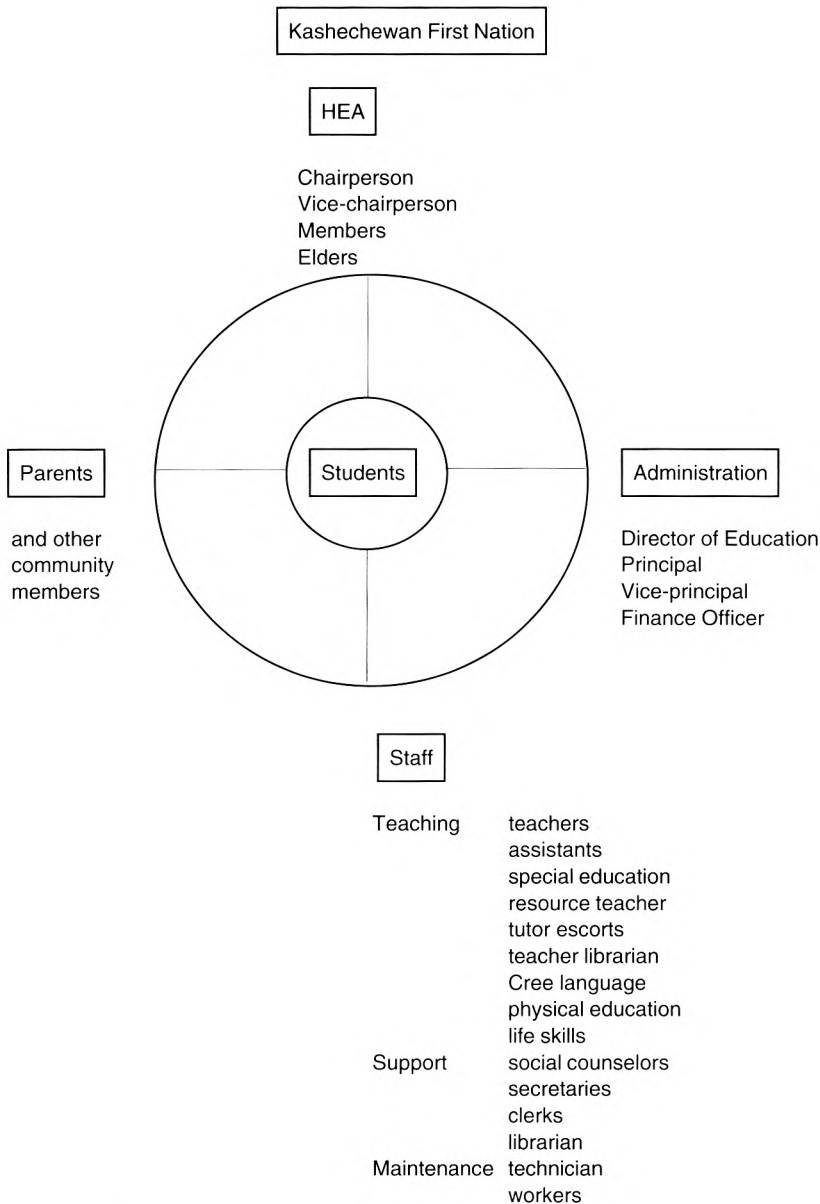 Kashechewan First Nation
HEA
Chairperson
Vice-chairperson
Members
Elders
Parents
and other
community
members
Students
Administration
Director of Education
Principal
Vice-principal
Finance Officer
Staff
Teaching teachers
assistants
special education
resource teacher
tutor escorts
teacher librarian
Cree language
physical education
life skills
Support social counselors
secretaries
clerks
librarian
Maintenance technician
workers